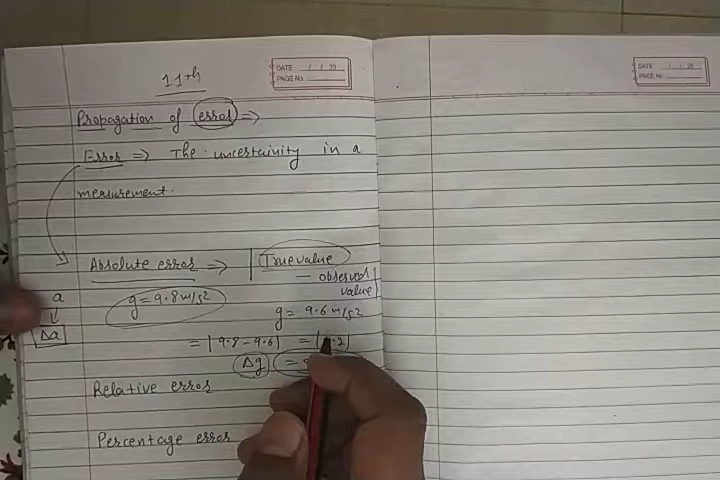 11th
DATE / / 20
PAGE No
DATE / / 20
PAGE No
Propagation of error ⇒
Error ⇒ The uncertainity in a
measurement.
Absolute error ⇒ | True value
— observed
value|
a
g = 9.8 m/s2
g = 9.6 m/s2
↓
Δa
= |9.8 - 9.6| = | .2|
Δg =
Relative error
Percentage error